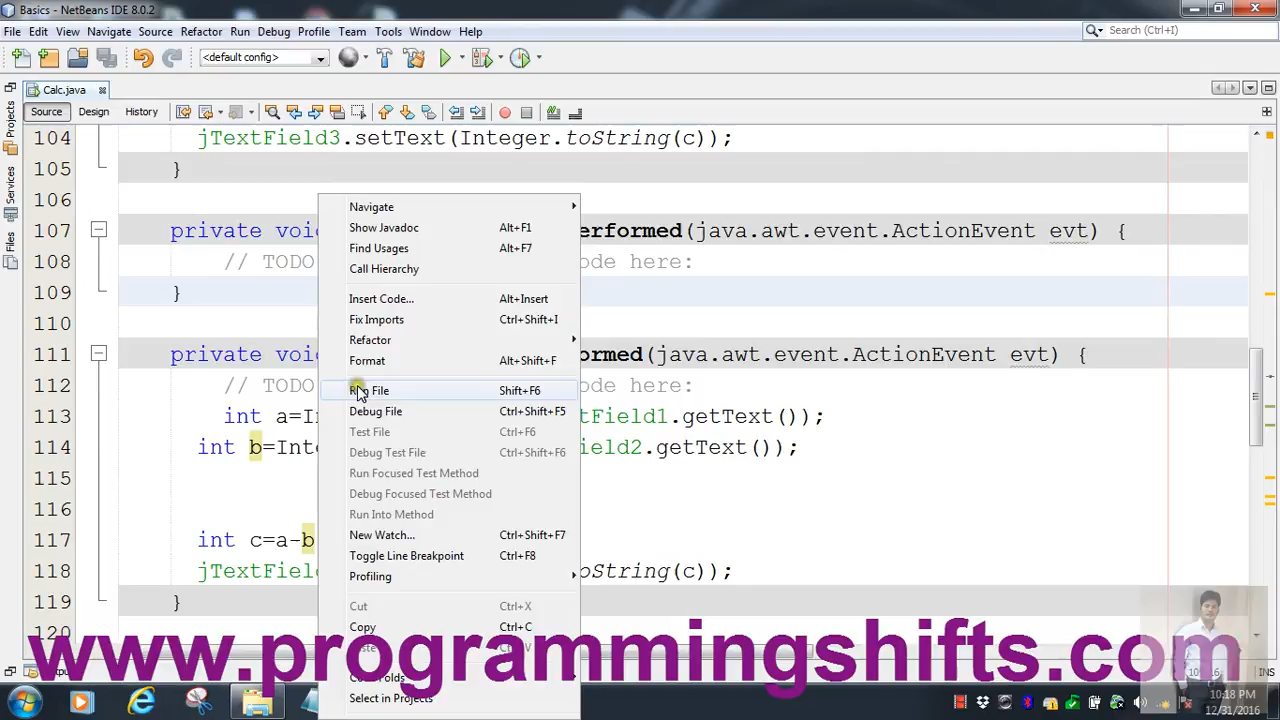 Basics - NetBeans IDE 8.0.2
File Edit View Navigate Source Refactor Run Debug Profile Team Tools Window Help
Search (Ctrl+I)
<default config>
Calc.java
Source Design History
Projects
Services
Files
104 jTextField3.setText(Integer.toString(c));
105 }
106
107 private erformed(java.awt.event.ActionEvent evt) {
108 // TODO ode here:
109 }
110
111 private ormed(java.awt.event.ActionEvent evt) {
112 // TODO ode here:
113 int .getText());
114 int .getText());
115
116
117 int c=a-b
118 oString(c));
119 }
120
Navigate
Show Javadoc Alt+F1
Find Usages Alt+F7
Call Hierarchy
Insert Code... Alt+Insert
Fix Imports Ctrl+Shift+I
Refactor
Format Alt+Shift+F
Run File Shift+F6
Debug File Ctrl+Shift+F5
Test File Ctrl+F6
Debug Test File Ctrl+Shift+F6
Run Focused Test Method
Debug Focused Test Method
Run Into Method
New Watch... Ctrl+Shift+F7
Toggle Line Breakpoint Ctrl+F8
Profiling
Cut Ctrl+X
Copy Ctrl+C
Select in Projects
www.programmingshifts.com
INS
10:18 PM
12/31/2016